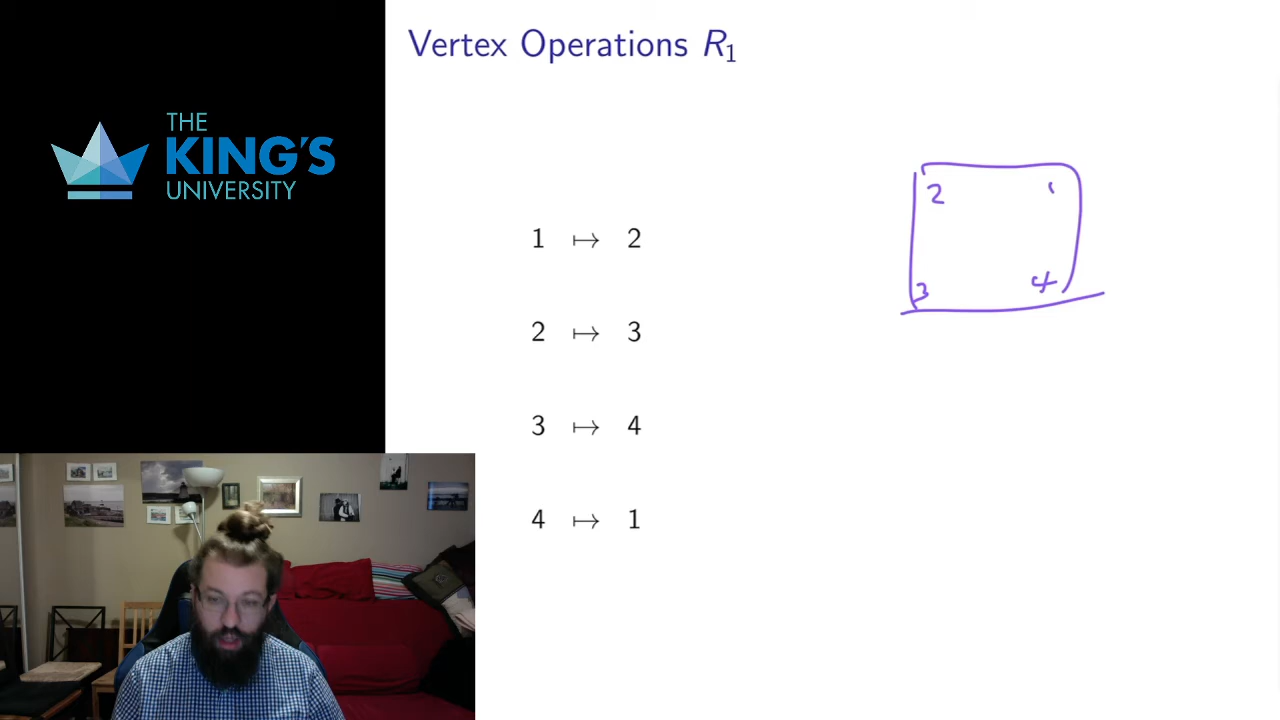 THE
KING'S
UNIVERSITY
Vertex Operations R₁
1 ↦ 2
2 ↦ 3
3 ↦ 4
4 ↦ 1
2 1
3 4